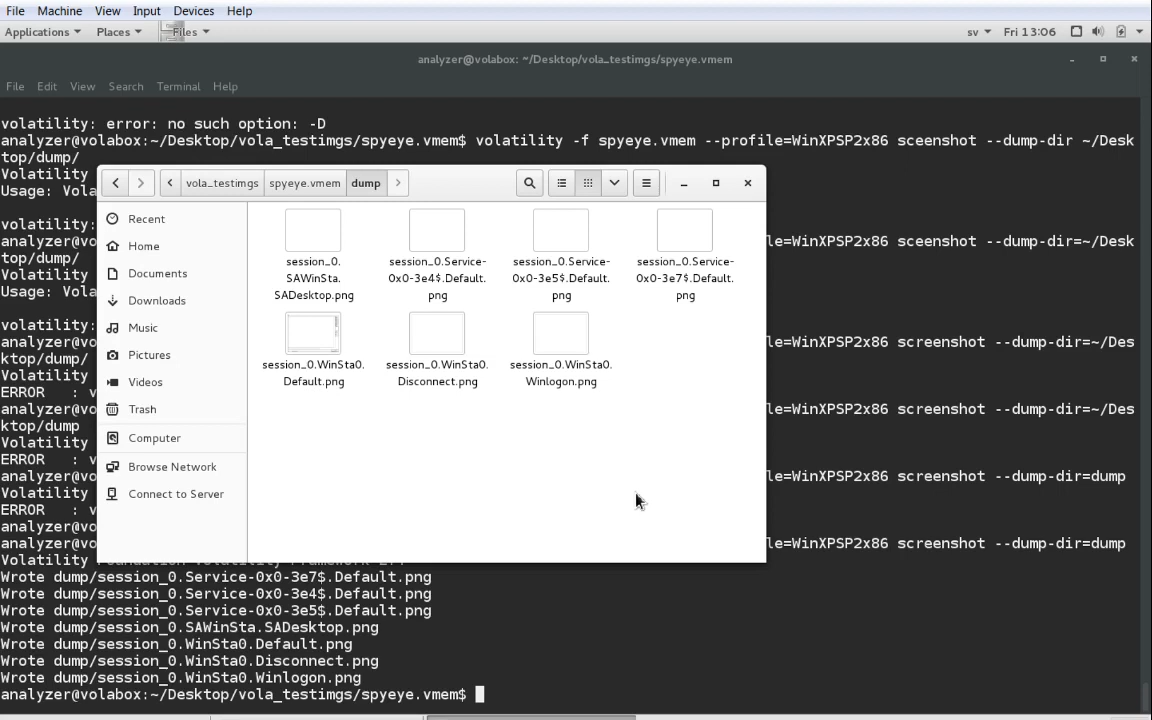 File Machine View Input Devices Help
Applications Places Files sv Fri 13:06
analyzer@volabox: ~/Desktop/vola_testimgs/spyeye.vmem
File Edit View Search Terminal Help
volatility: error: no such option: -D
analyzer@volabox:~/Desktop/vola_testimgs/spyeye.vmem$ volatility -f spyeye.vmem --profile=WinXPSP2x86 sceenshot --dump-dir ~/Desk
top/dump/
Volatility
Usage: Vola
volatility:
analyzer@vo le=WinXPSP2x86 sceenshot --dump-dir=~/Desk
top/dump/
Volatility
Usage: Vola
volatility:
analyzer@vo le=WinXPSP2x86 screenshot --dump-dir=~/Des
ktop/dump/
Volatility
ERROR : v
analyzer@vo le=WinXPSP2x86 screenshot --dump-dir=~/Des
ktop/dump
Volatility
ERROR : v
analyzer@vo le=WinXPSP2x86 screenshot --dump-dir=dump
Volatility
ERROR : v
analyzer@vo
analyzer@vo le=WinXPSP2x86 screenshot --dump-dir=dump
Wrote dump/session_0.Service-0x0-3e7$.Default.png
Wrote dump/session_0.Service-0x0-3e4$.Default.png
Wrote dump/session_0.Service-0x0-3e5$.Default.png
Wrote dump/session_0.SAWinSta.SADesktop.png
Wrote dump/session_0.WinSta0.Default.png
Wrote dump/session_0.WinSta0.Disconnect.png
Wrote dump/session_0.WinSta0.Winlogon.png
analyzer@volabox:~/Desktop/vola_testimgs/spyeye.vmem$
vola_testimgs spyeye.vmem dump
Recent
Home
Documents
Downloads
Music
Pictures
Videos
Trash
Computer
Browse Network
Connect to Server
session_0.
SAWinSta.
SADesktop.png
session_0.Service-
0x0-3e4$.Default.
png
session_0.Service-
0x0-3e5$.Default.
png
session_0.Service-
0x0-3e7$.Default.
png
session_0.WinSta0.
Default.png
session_0.WinSta0.
Disconnect.png
session_0.WinSta0.
Winlogon.png